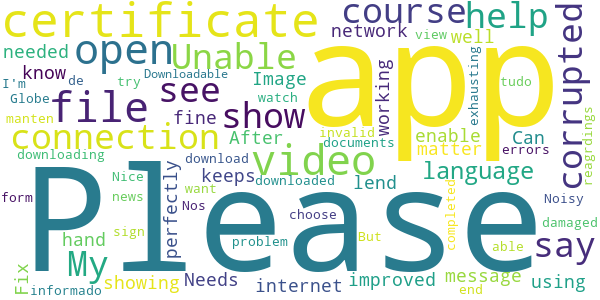 certificate
course
help
network
view
well
needed
open
Unable
app
corrupted
know
Downloadable
I'm
de
try
see
Image
working
exhausting
tudo
Globe
file
watch
manten
fine
show
invalid
enable
reagrdings
connection
After
documents
Can
matter
errors
downloading
download
video
Please
perfectly
Nice
keeps
downloaded
lend
language
form
news
want
Nos
choose
completed
Noisy
sign
hand
problem
But
able
damaged
say
My
Fix
showing
Needs
internet
improved
message
using
informado
end